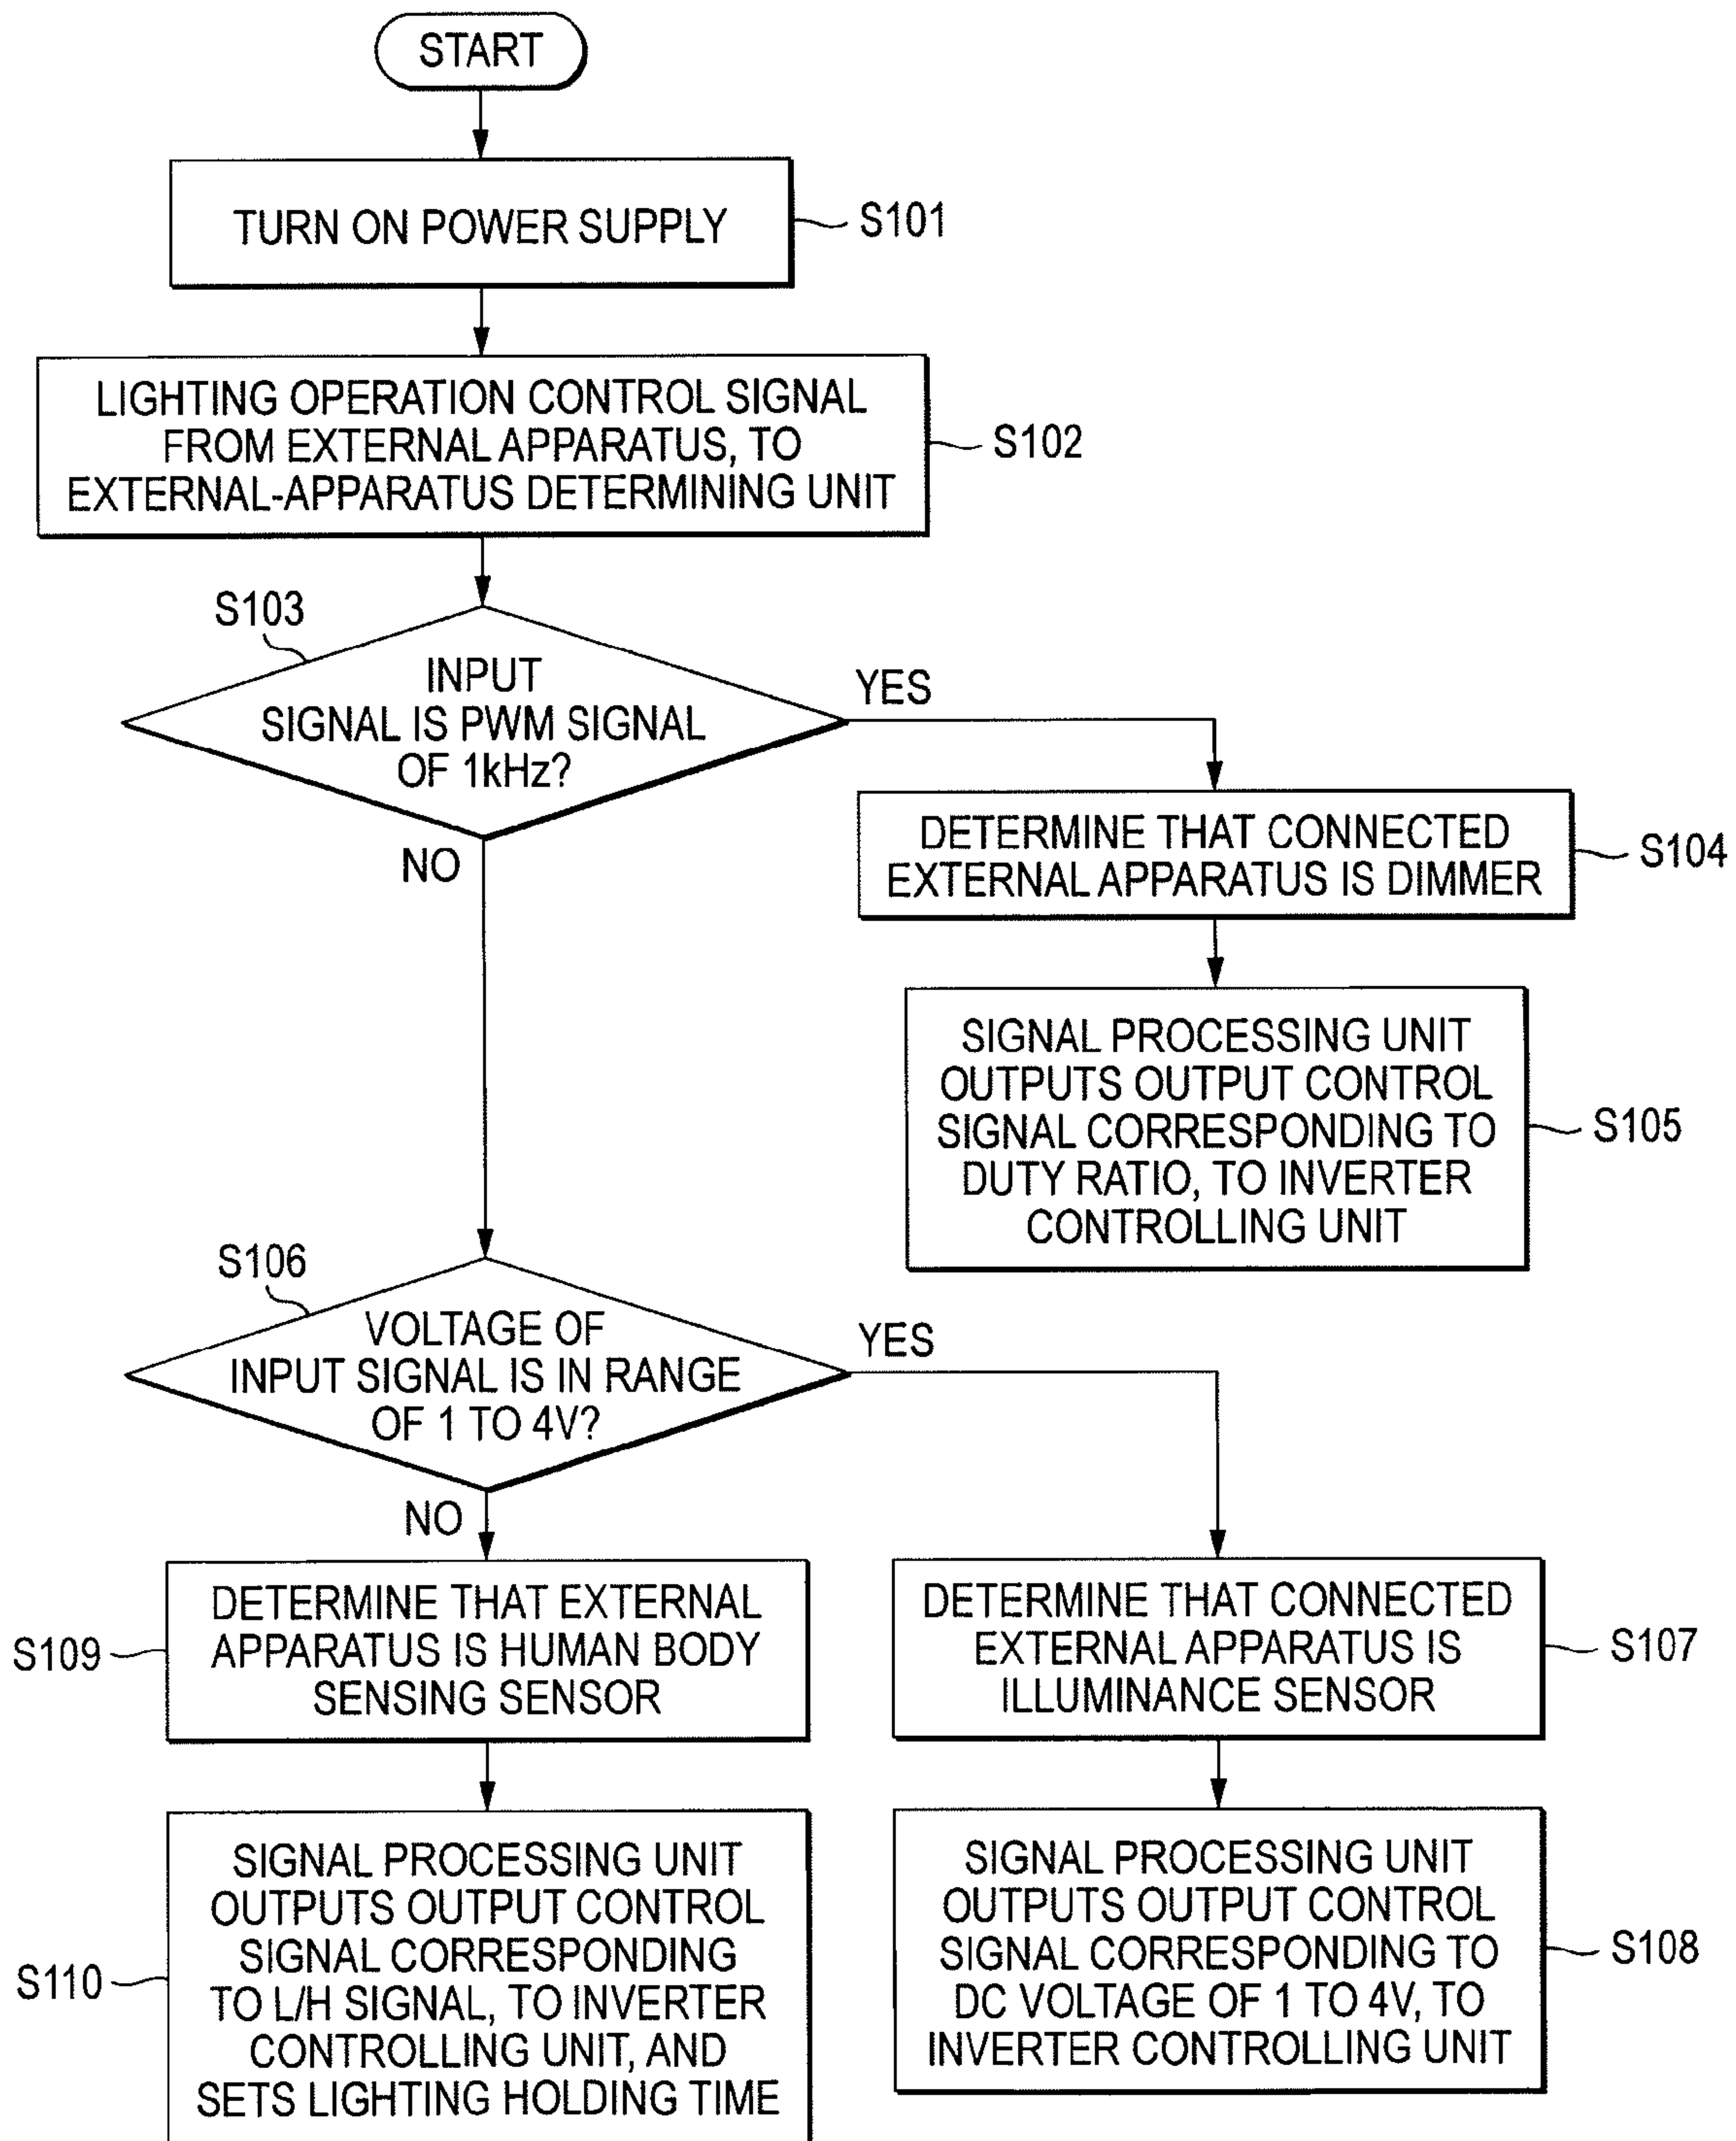 START
TURN ON POWER SUPPLY
S101
LIGHTING OPERATION CONTROL SIGNAL
FROM EXTERNAL APPARATUS, TO
EXTERNAL-APPARATUS DETERMINING UNIT
S102
S103
INPUT
SIGNAL IS PWM SIGNAL
OF 1kHz?
YES
NO
DETERMINE THAT CONNECTED
EXTERNAL APPARATUS IS DIMMER
S104
SIGNAL PROCESSING UNIT
OUTPUTS OUTPUT CONTROL
SIGNAL CORRESPONDING TO
DUTY RATIO, TO INVERTER
CONTROLLING UNIT
S105
S106
VOLTAGE OF
INPUT SIGNAL IS IN RANGE
OF 1 TO 4V?
YES
NO
S109
DETERMINE THAT EXTERNAL
APPARATUS IS HUMAN BODY
SENSING SENSOR
DETERMINE THAT CONNECTED
EXTERNAL APPARATUS IS
ILLUMINANCE SENSOR
S107
S110
SIGNAL PROCESSING UNIT
OUTPUTS OUTPUT CONTROL
SIGNAL CORRESPONDING
TO L/H SIGNAL, TO INVERTER
CONTROLLING UNIT, AND
SETS LIGHTING HOLDING TIME
SIGNAL PROCESSING UNIT
OUTPUTS OUTPUT CONTROL
SIGNAL CORRESPONDING TO
DC VOLTAGE OF 1 TO 4V, TO
INVERTER CONTROLLING UNIT
S108